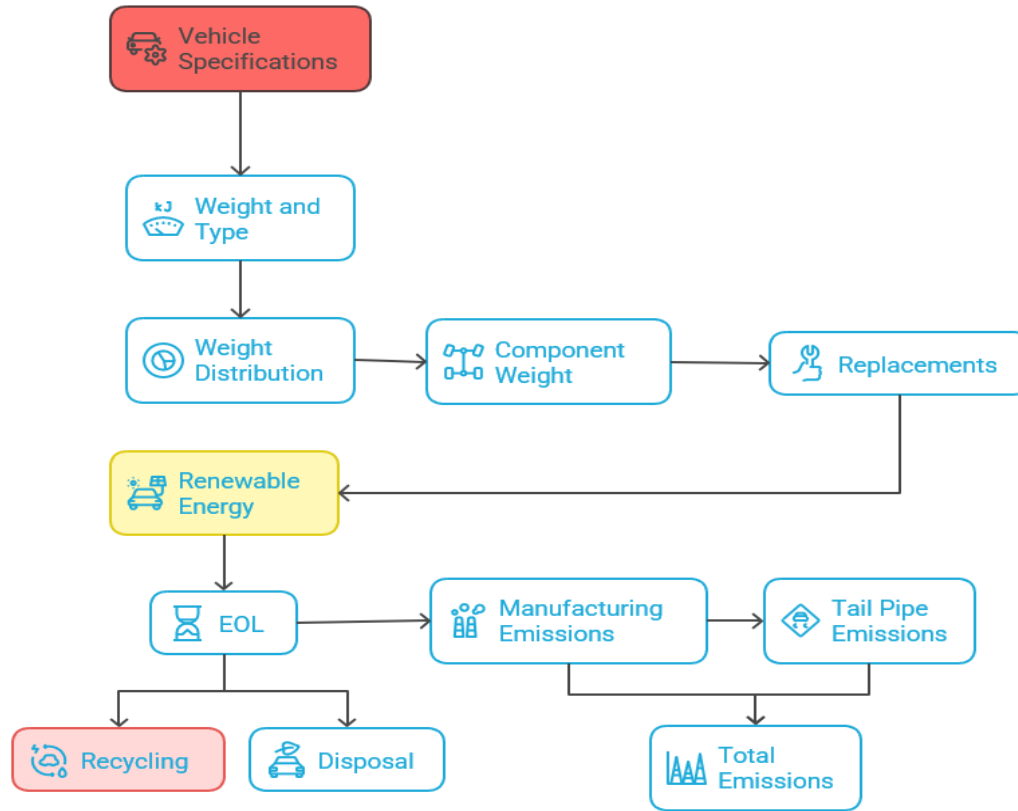 Vehicle
Specifications
kJ
Weight and
Type
Weight
Distribution
Component
Weight
Replacements
Renewable
Energy
EOL
Manufacturing
Emissions
Tail Pipe
Emissions
Recycling
Disposal
Total
Emissions